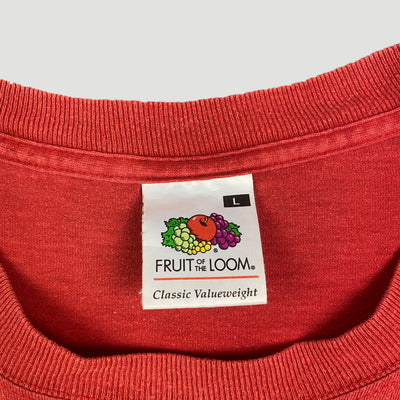 L
FRUIT OF THE LOOM®
Classic Valueweight